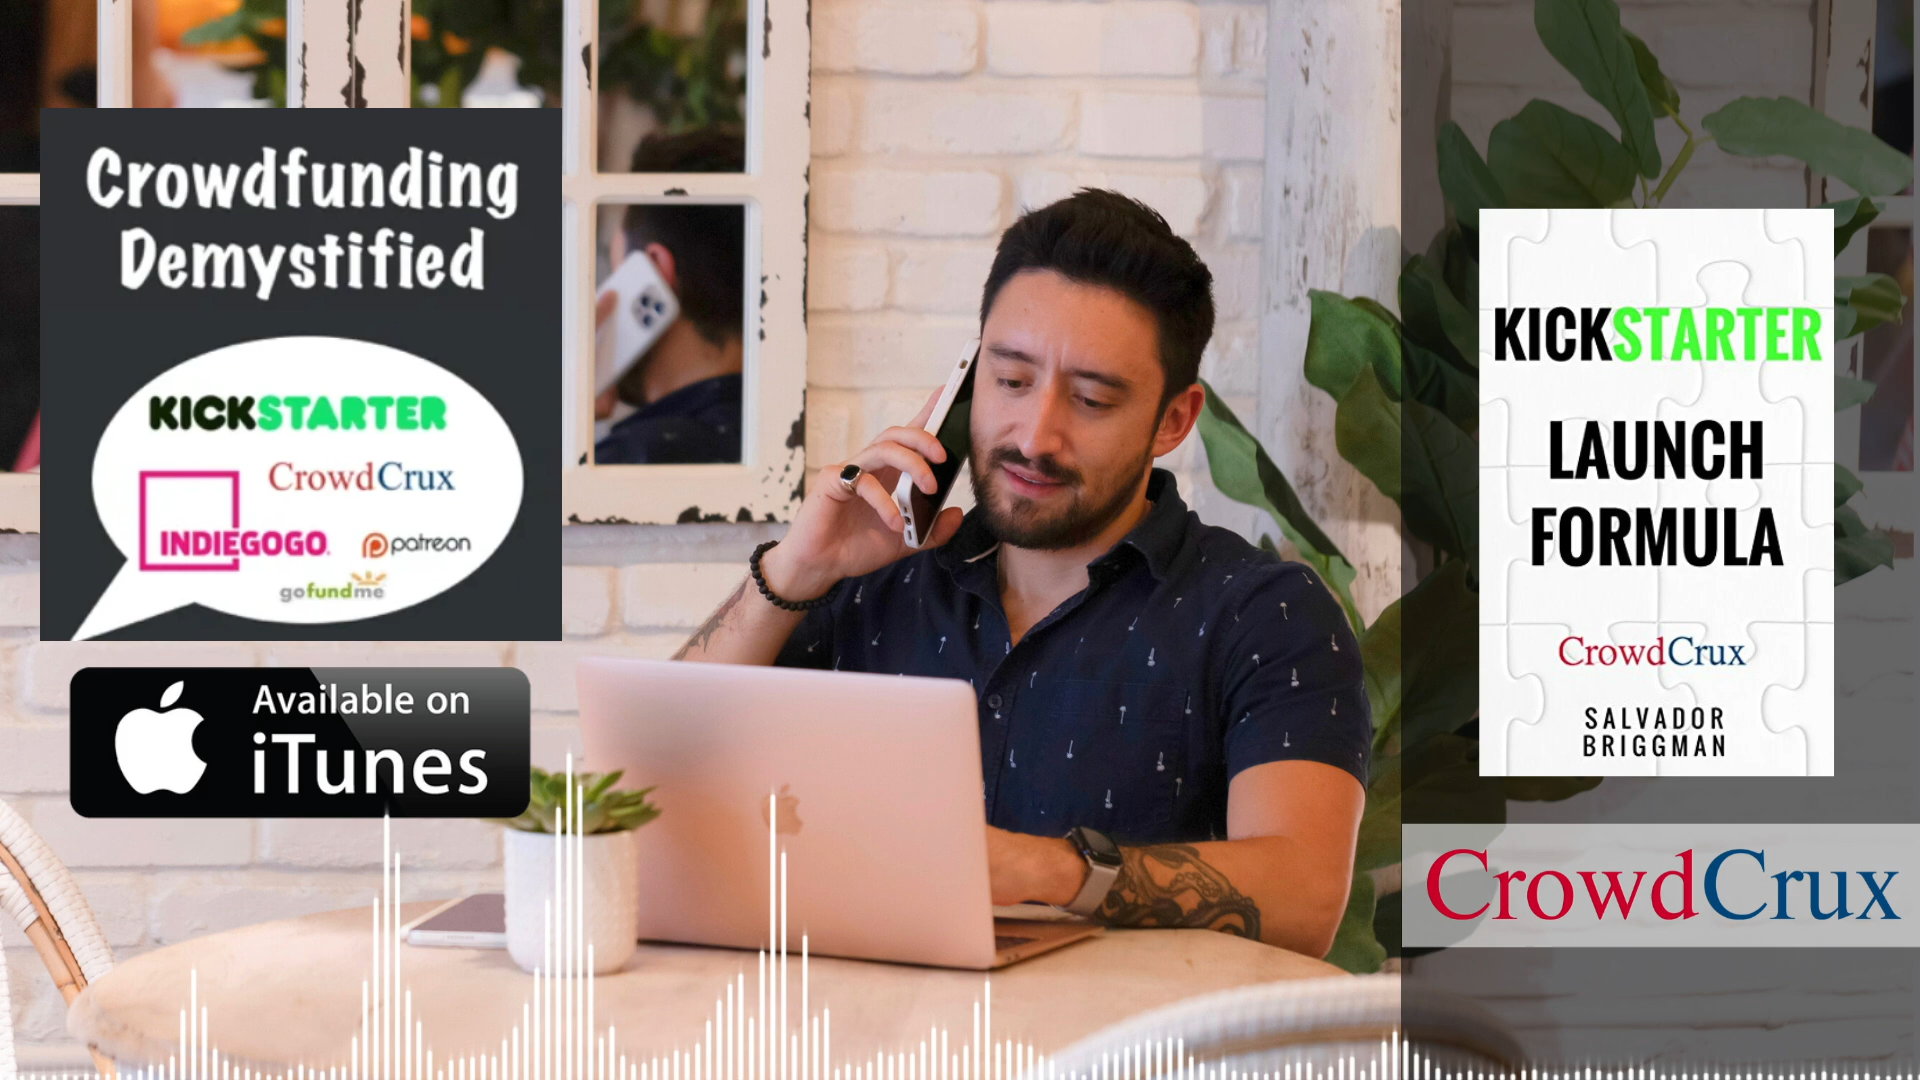 Crowdfunding
Demystified
KICKSTARTER
CrowdCrux
INDIEGOGO.
patreon
gofundme
Available on
iTunes
KICKSTARTER
LAUNCH
FORMULA
CrowdCrux
SALVADOR
BRIGGMAN
CrowdCrux